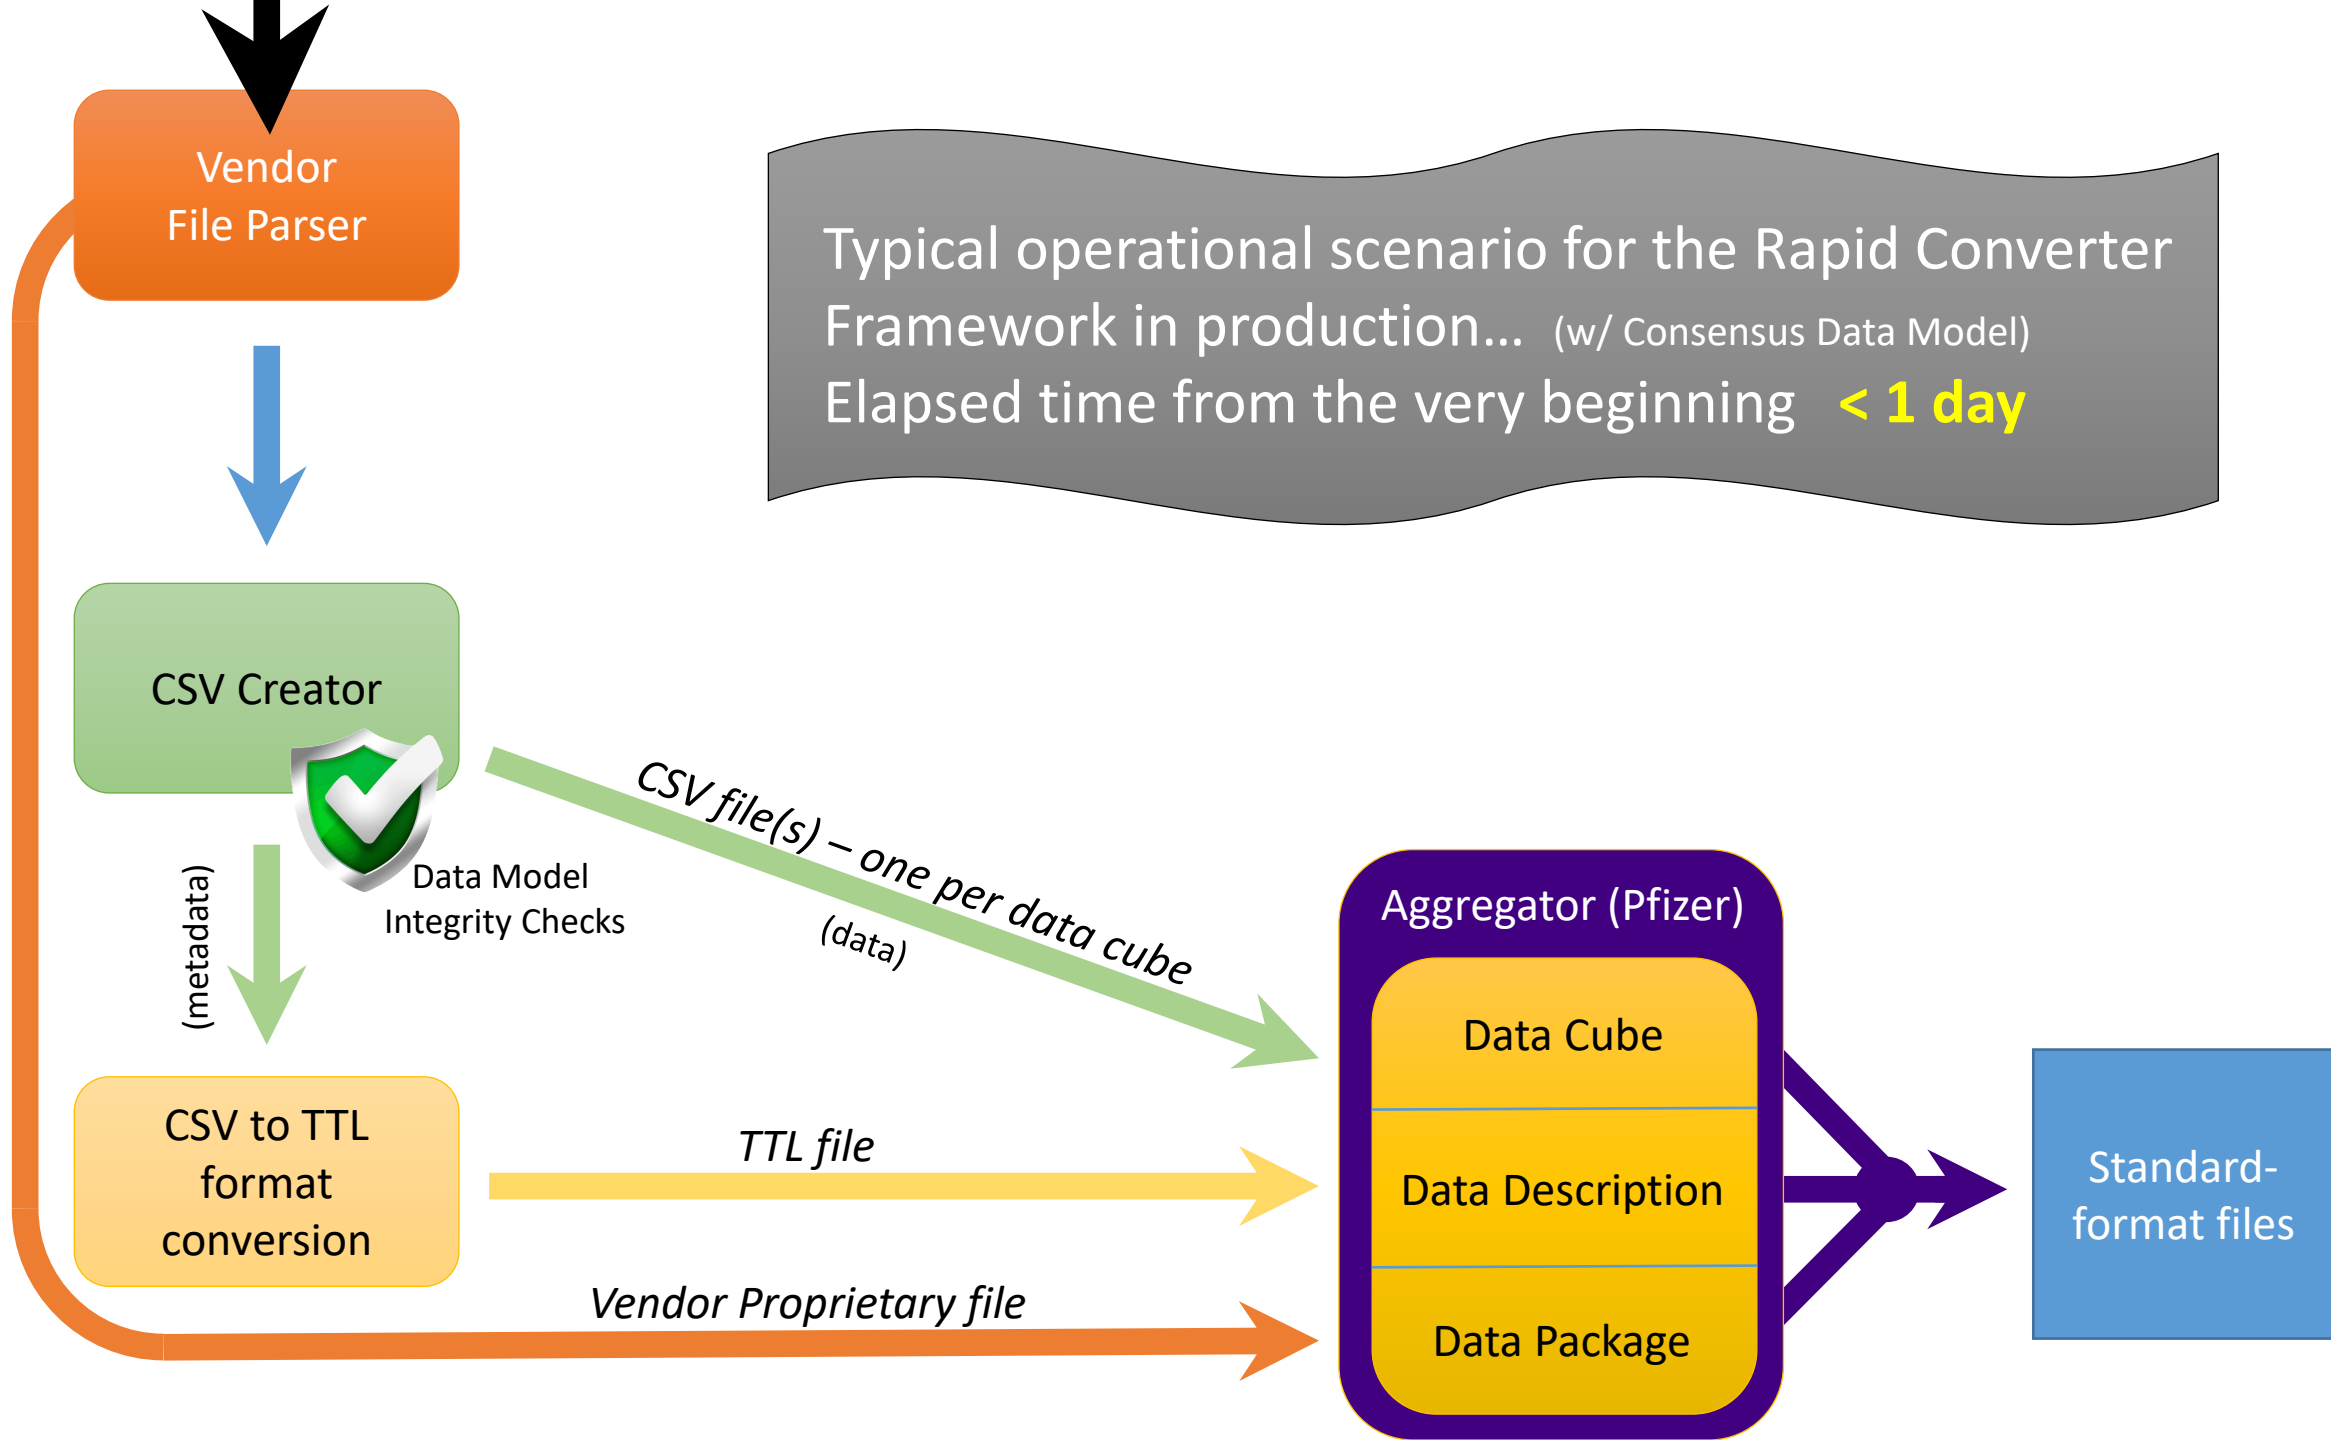 Vendor
File Parser
Typical operational scenario for the Rapid Converter
Framework in production... (w/ Consensus Data Model)
Elapsed time from the very beginning < 1 day
CSV Creator
Data Model
Integrity Checks
(metadata)
CSV file(s) – one per data cube
(data)
CSV to TTL
format
conversion
TTL file
Vendor Proprietary file
Aggregator (Pfizer)
Data Cube
Data Description
Data Package
Standard-
format files